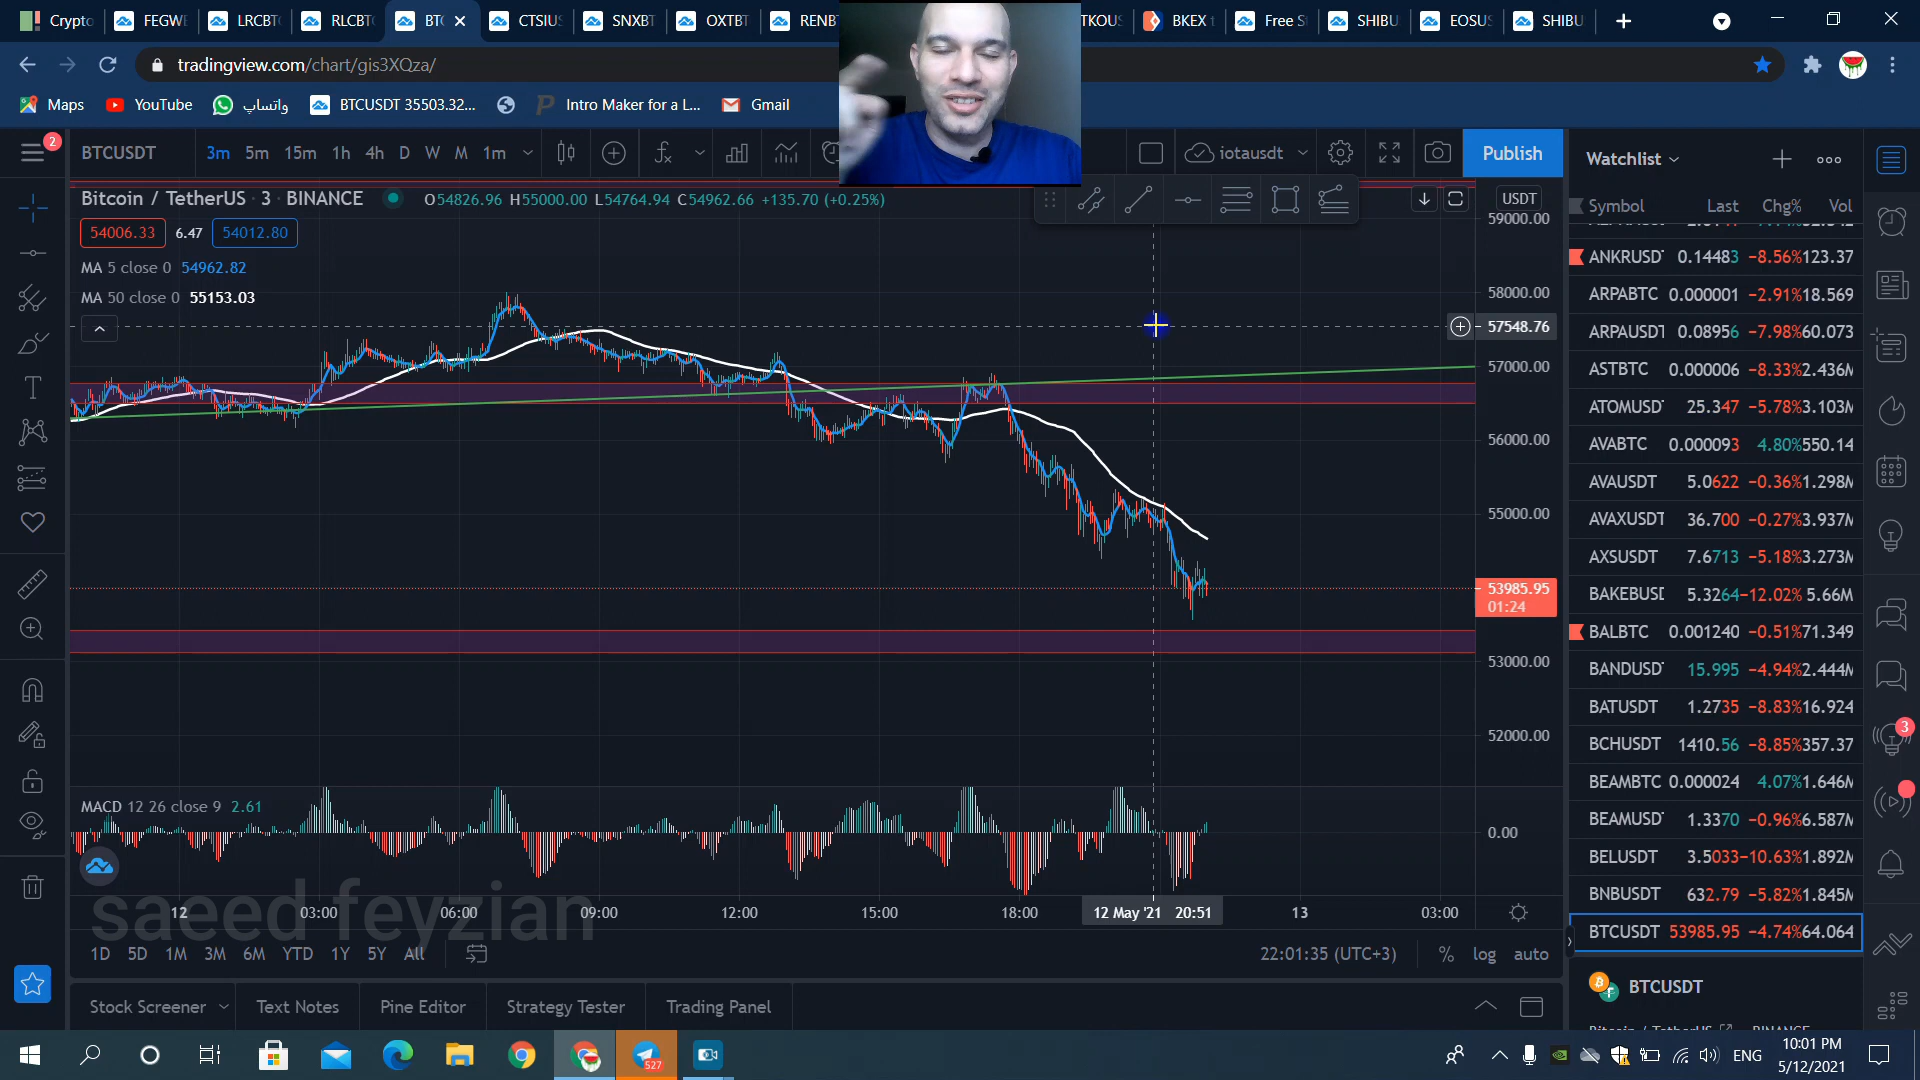 Crypto FEGWE LRCBT RLCBT BTC CTSIUS SNXBT OXTBT RENBT TKOUS BKEX t Free S SHIBU EOSUS SHIBU
tradingview.com/chart/gis3XQza/
Maps YouTube واتساپ BTCUSDT 35503.32... Intro Maker for a L... Gmail
2
BTCUSDT 3m 5m 15m 1h 4h D W M 1m iotausdt Publish Watchlist
Bitcoin / TetherUS · 3 · BINANCE O54826.96 H55000.00 L54764.94 C54962.66 +135.70 (+0.25%) USDT
Symbol Last Chg% Vol
54006.33 6.47 54012.80
MA 5 close 0 54962.82
MA 50 close 0 55153.03
59000.00
58000.00
57548.76
57000.00
56000.00
55000.00
53985.95
01:24
53000.00
52000.00
ANKRUSDT 0.14483 −8.56% 123.37
ARPABTC 0.000001 −2.91% 18.569
ARPAUSDT 0.08956 −7.98% 60.073
ASTBTC 0.000006 −8.33% 2.436M
ATOMUSDT 25.347 −5.78% 3.103M
AVABTC 0.000093 4.80% 550.14
AVAUSDT 5.0622 −0.36% 1.298M
AVAXUSDT 36.700 −0.27% 3.937M
AXSUSDT 7.6713 −5.18% 3.273M
BAKEBUSD 5.3264 −12.02% 5.66M
BALBTC 0.001240 −0.51% 71.349
BANDUSDT 15.995 −4.94% 2.444M
BATUSDT 1.2735 −8.83% 16.924
BCHUSDT 1410.56 −8.85% 357.37
BEAMBTC 0.000024 4.07% 1.646M
BEAMUSDT 1.3370 −0.96% 6.587M
BELUSDT 3.5033 −10.63% 1.892M
BNBUSDT 632.79 −5.82% 1.845M
BTCUSDT 53985.95 −4.74% 64.064
3
MACD 12 26 close 9 2.61
0.00
saeed feyzian
12 03:00 06:00 09:00 12:00 15:00 18:00 12 May '21 20:51 13 03:00
1D 5D 1M 3M 6M YTD 1Y 5Y All 22:01:35 (UTC+3) % log auto
BTCUSDT
Stock Screener Text Notes Pine Editor Strategy Tester Trading Panel
Bitcoin / TetherUS BINANCE
527
ENG 10:01 PM
5/12/2021